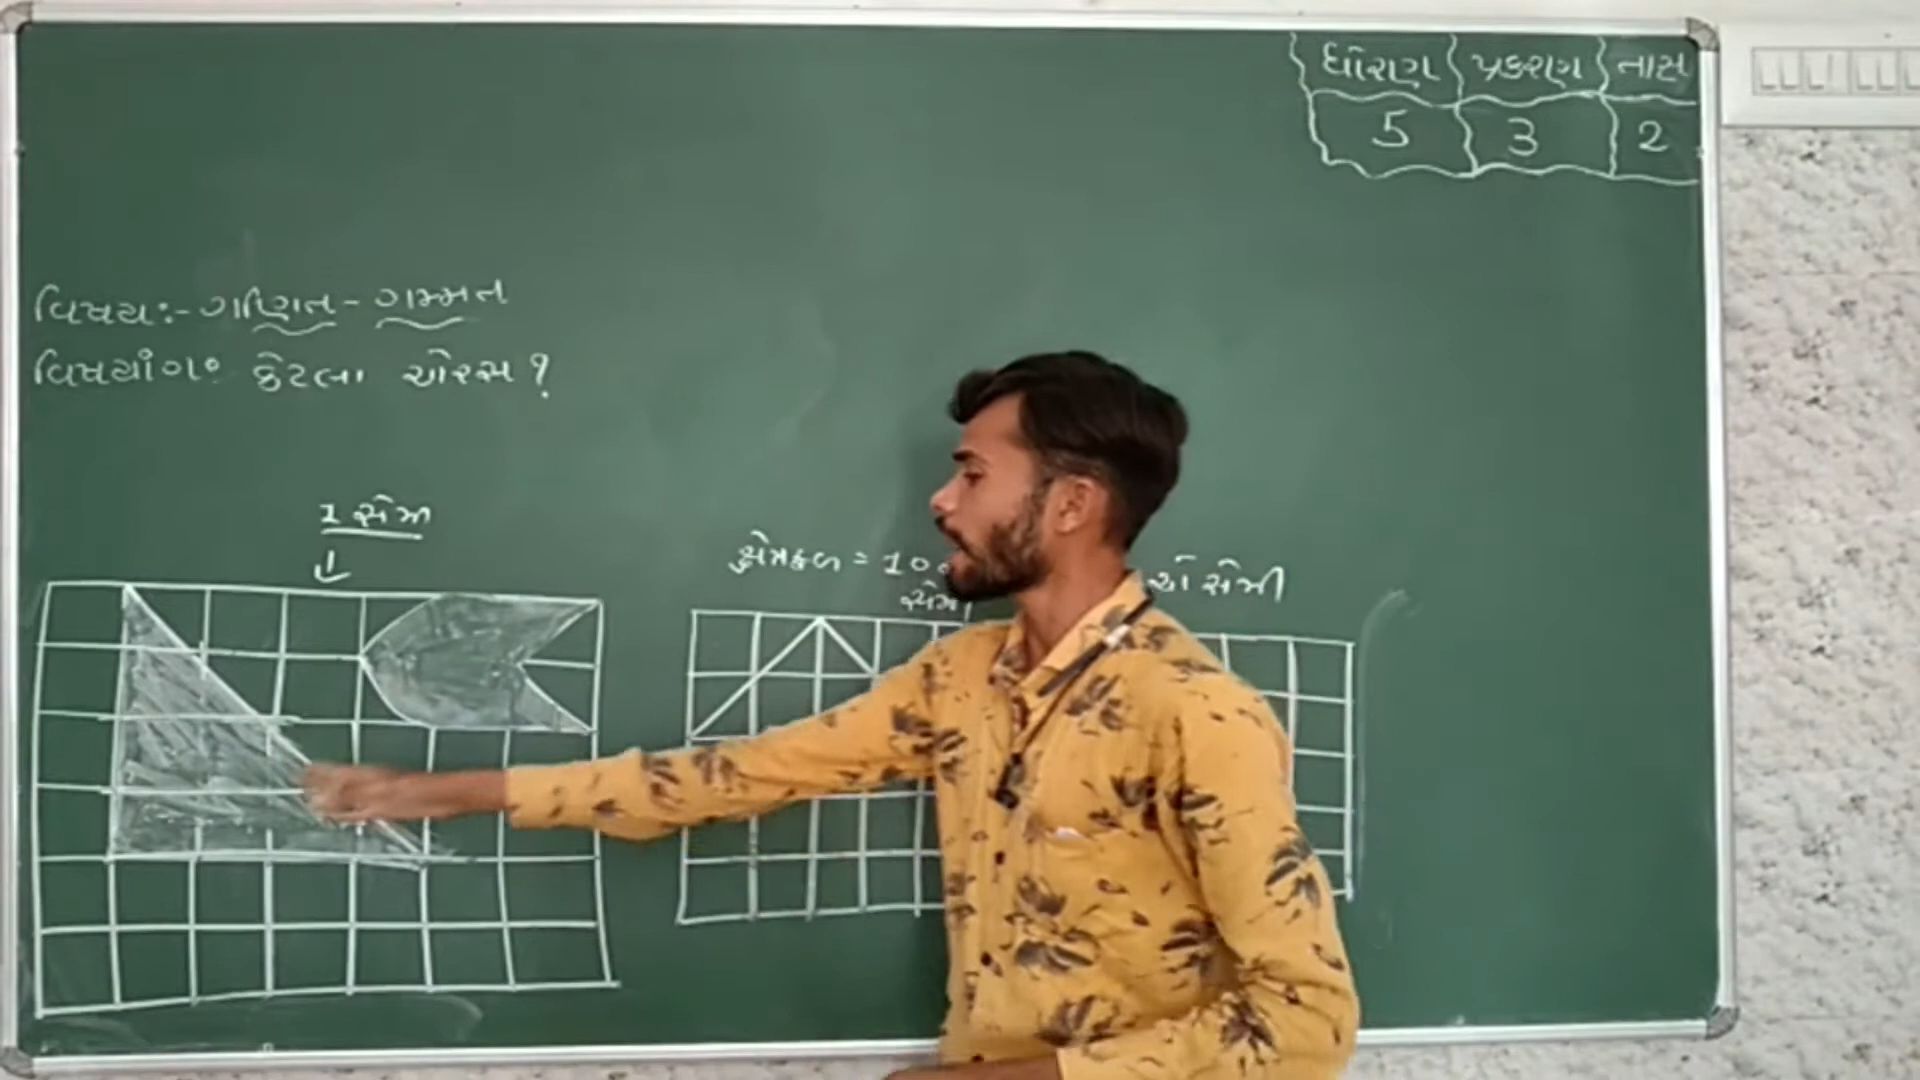 ધોરણ પ્રકરણ તાસ
5 3 2
વિષય:- ગણિત - ગમ્મત
વિષયાંગ: કેટલા ચોરસ ?
1 સેમી
ક્ષેત્રફળ = 10
સેમી
ચો સેમી